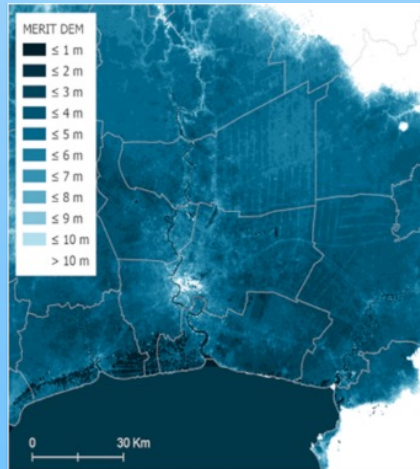 MERIT DEM
≤ 1 m
≤ 2 m
≤ 3 m
≤ 4 m
≤ 5 m
≤ 6 m
≤ 7 m
≤ 8 m
≤ 9 m
≤ 10 m
> 10 m
0 30 Km